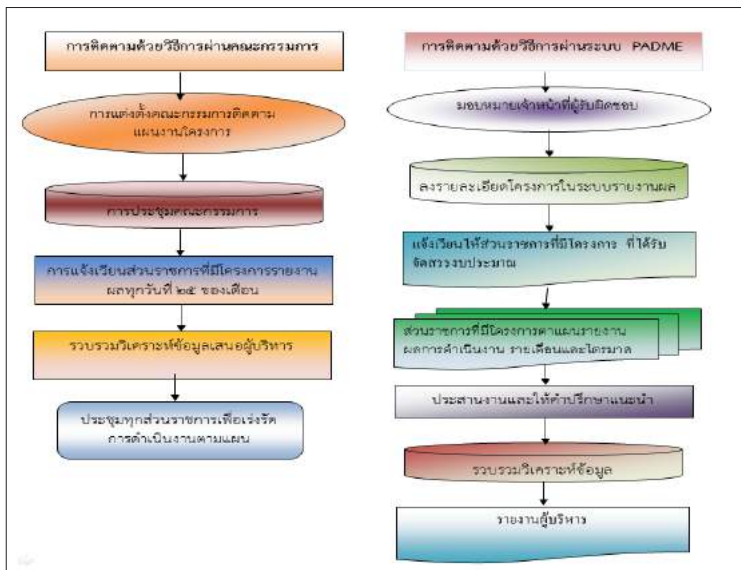 การติดตามด้วยวิธีการผ่านคณะกรรมการ
การแต่งตั้งคณะกรรมการติดตาม
แผนงานโครงการ
การประชุมคณะกรรมการ
การแจ้งเวียนส่วนราชการที่มีโครงการรายงาน
ผลทุกวันที่ ๒๕ ของเดือน
รวบรวมวิเคราะห์ข้อมูลเสนอผู้บริหาร
ประชุมทุกส่วนราชการเพื่อเร่งรัด
การดำเนินงานตามแผน
การติดตามด้วยวิธีการผ่านระบบ PADME
มอบหมายเจ้าหน้าที่ผู้รับผิดชอบ
ลงรายละเอียดโครงการในระบบรายงานผล
แจ้งเวียนให้ส่วนราชการที่มีโครงการ ที่ได้รับ
จัดสรรงบประมาณ
ส่วนราชการที่มีโครงการตาแผนรายงาน
ผลการดำเนินงาน รายเดือนและไตรมาส
ประสานงานและให้คำปรึกษาแนะนำ
รวบรวมวิเคราะห์ข้อมูล
รายงานผู้บริหาร